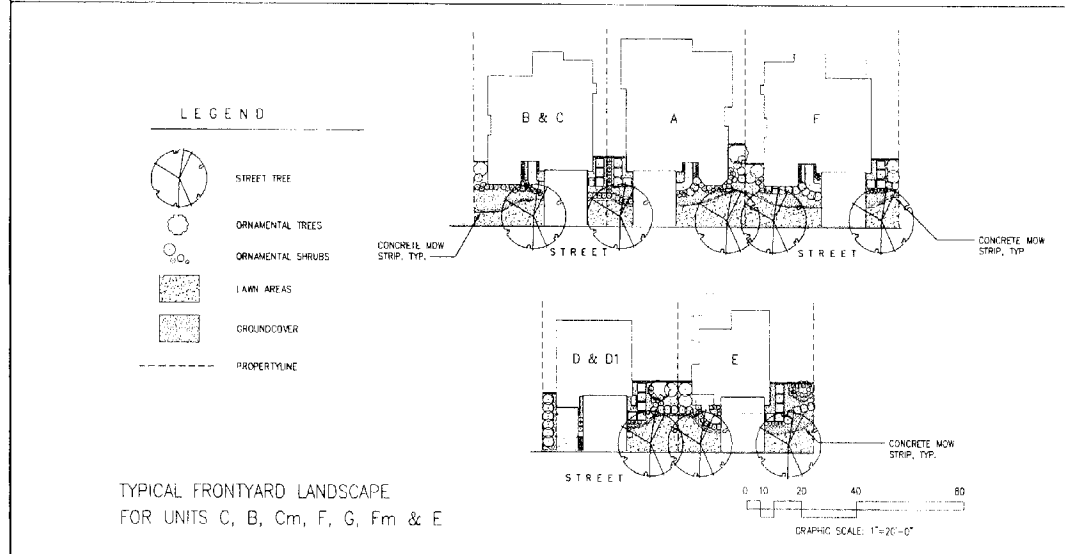 LEGEND
STREET TREE
ORNAMENTAL TREES
ORNAMENTAL SHRUBS
LAWN AREAS
GROUNDCOVER
PROPERTYLINE
B & C
A
F
CONCRETE MOW
STRIP, TYP.
STREET
STREET
CONCRETE MOW
STRIP, TYP
D & D1
E
CONCRETE MOW
STRIP, TYP.
STREET
TYPICAL FRONTYARD LANDSCAPE
FOR UNITS C, B, Cm, F, G, Fm & E
0 10 20 40 80
GRAPHIC SCALE: 1"=20'-0"